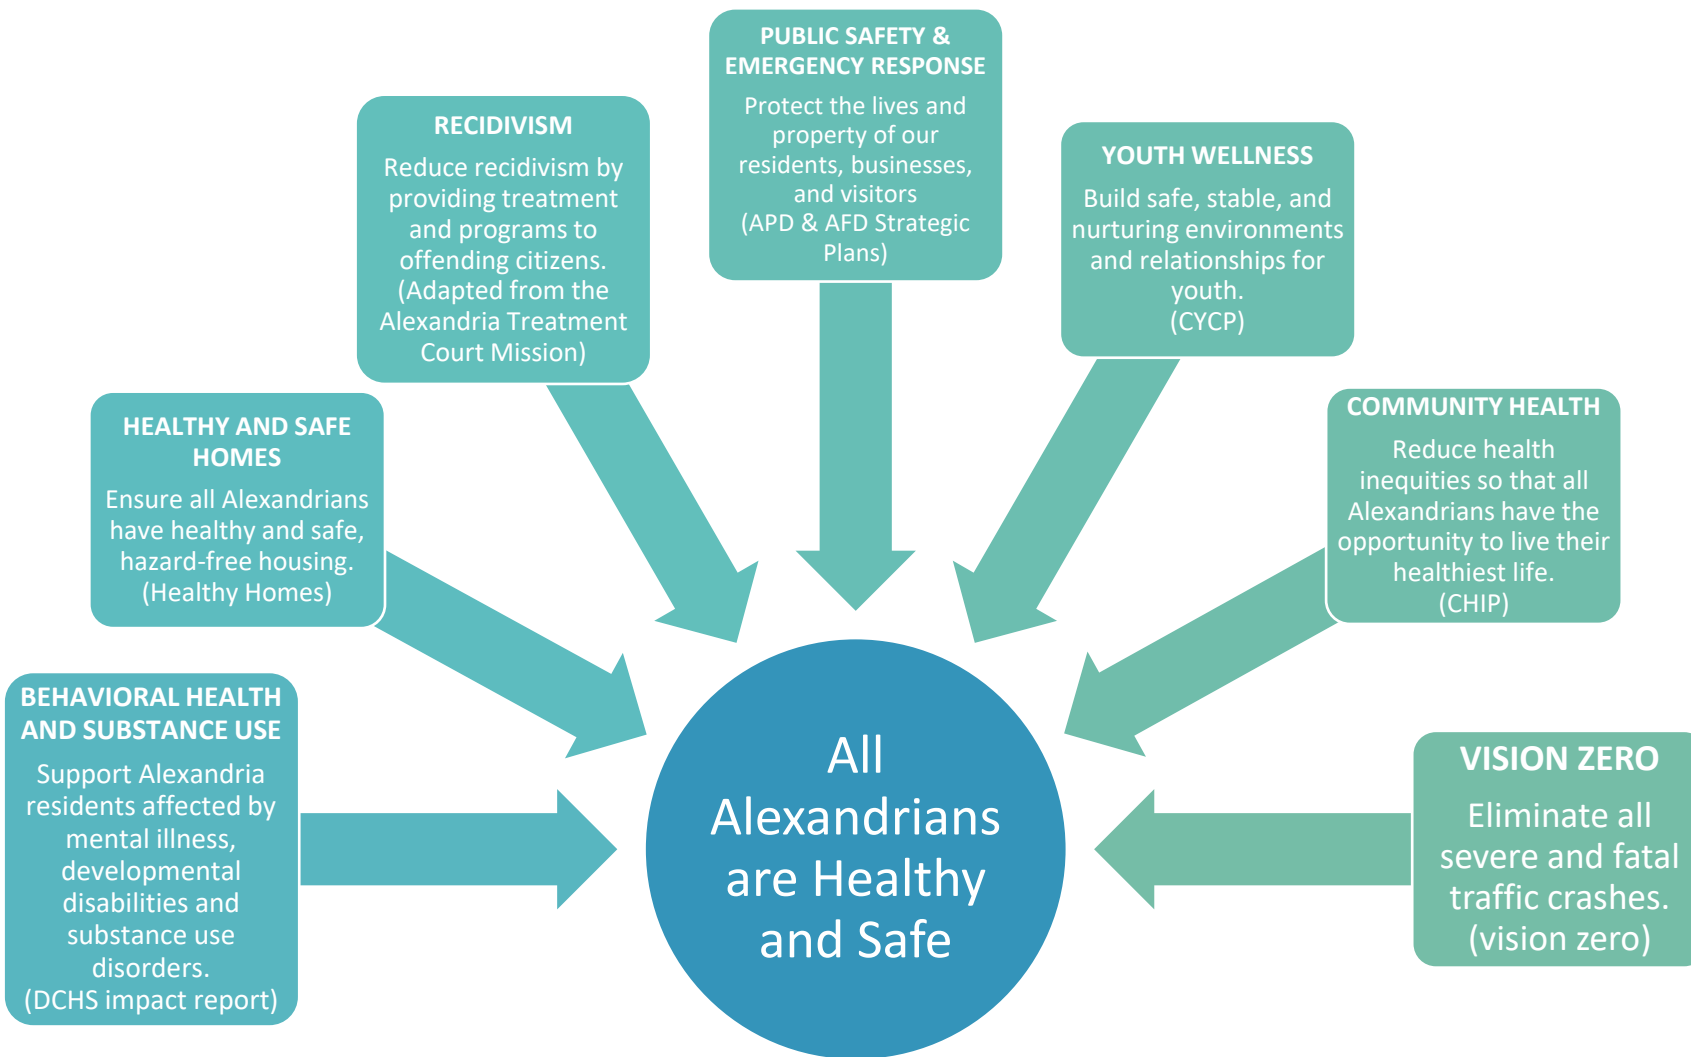 PUBLIC SAFETY &
EMERGENCY RESPONSE
Protect the lives and
property of our
residents, businesses,
and visitors
(APD & AFD Strategic
Plans)
RECIDIVISM
Reduce recidivism by
providing treatment
and programs to
offending citizens.
(Adapted from the
Alexandria Treatment
Court Mission)
YOUTH WELLNESS
Build safe, stable, and
nurturing environments
and relationships for
youth.
(CYCP)
HEALTHY AND SAFE
HOMES
Ensure all Alexandrians
have healthy and safe,
hazard-free housing.
(Healthy Homes)
COMMUNITY HEALTH
Reduce health
inequities so that all
Alexandrians have the
opportunity to live their
healthiest life.
(CHIP)
BEHAVIORAL HEALTH
AND SUBSTANCE USE
Support Alexandria
residents affected by
mental illness,
developmental
disabilities and
substance use
disorders.
(DCHS impact report)
All
Alexandrians
are Healthy
and Safe
VISION ZERO
Eliminate all
severe and fatal
traffic crashes.
(vision zero)